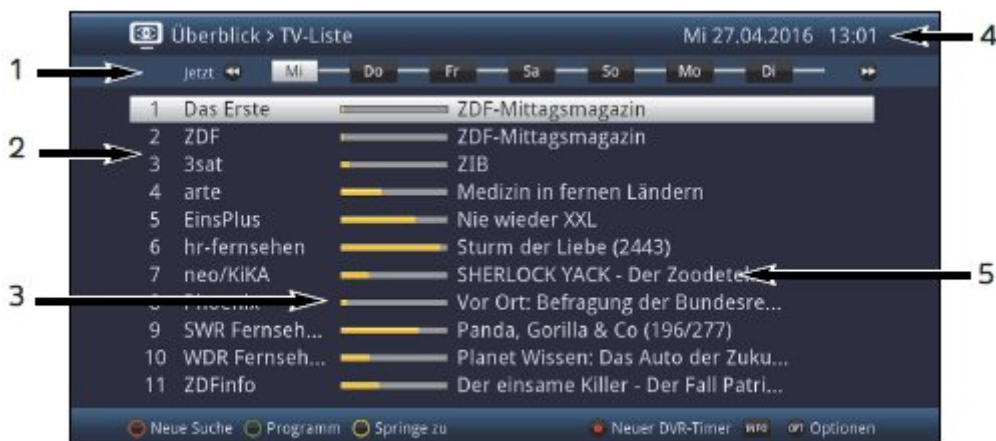 Überblick > TV-Liste Mi 27.04.2016 13:01 4
1 Jetzt Mi Do Fr Sa So Mo Di
1 Das Erste ZDF-Mittagsmagazin
2 ZDF ZDF-Mittagsmagazin
2
3 3sat ZIB
4 arte Medizin in fernen Ländern
5 EinsPlus Nie wieder XXL
6 hr-fernsehen Sturm der Liebe (2443)
7 neo/KiKA SHERLOCK YACK - Der 5
3 8 Phoenix Vor Ort: Befragung der Bundesre...
9 SWR Fernseh... Panda, Gorilla & Co (196/277)
10 WDR Fernseh... Planet Wissen: Das Auto der Zuku...
11 ZDFinfo Der einsame Killer - Der Fall Patri...
Neue Suche Programm Springe zu Neuer DVR-Timer INFO OPT Optionen